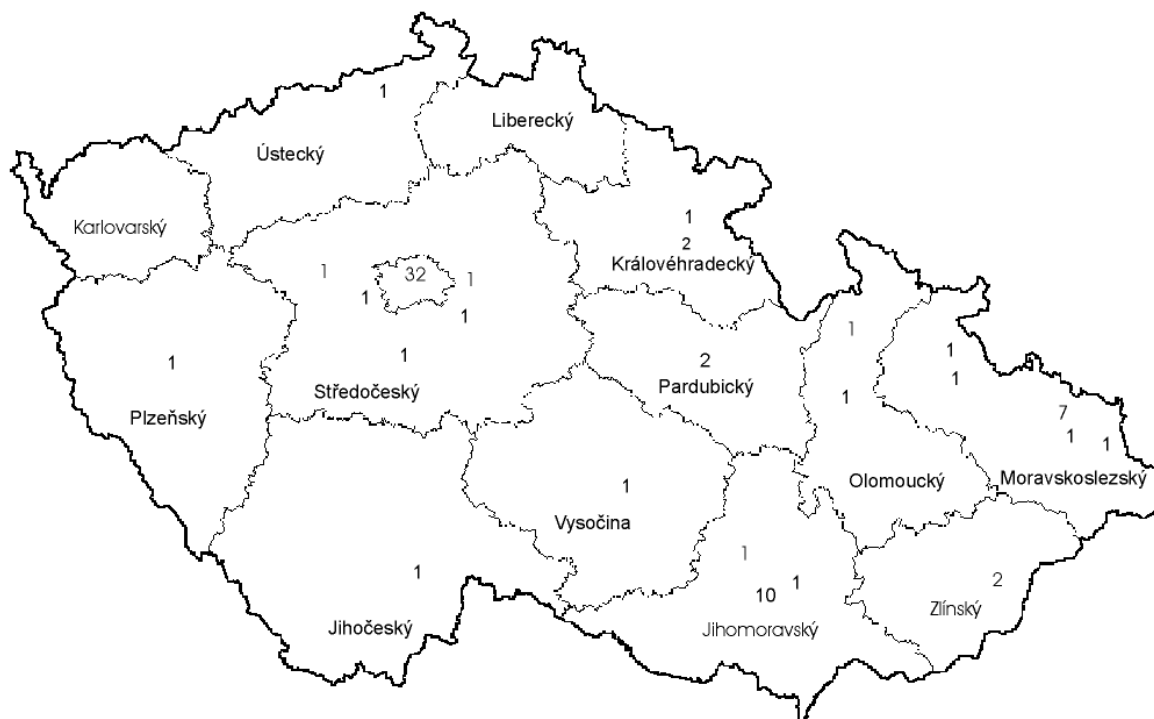 1
Liberecký
Ústecký
Karlovarský
1
2
Královéhradecký
1
32
1
1
1
1
Středočeský
1
Plzeňský
2
Pardubický
1
1
Olomoucký
1
1
7
1
1
Moravskoslezský
1
Vysočina
1
Jihočeský
1
1
10
Jihomoravský
2
Zlínský